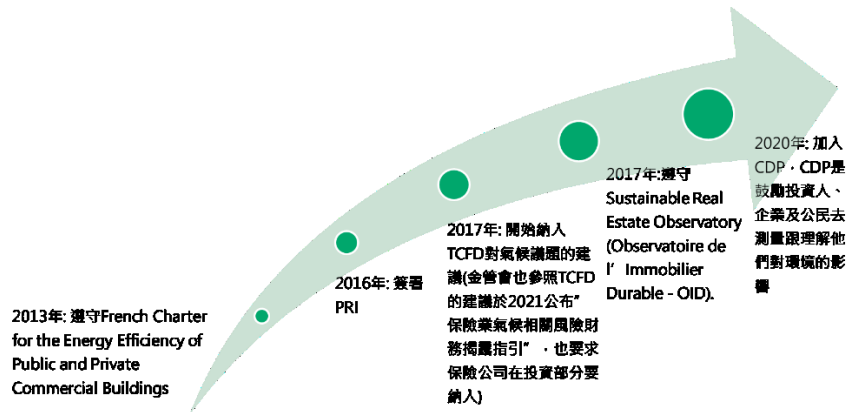 2013年: 遵守French Charter
for the Energy Efficiency of
Public and Private
Commercial Buildings
2016年: 簽署
PRI
2017年: 開始納入
TCFD對氣候議題的建
議(金管會也參照TCFD
的建議於2021公布”
保險業氣候相關風險財
務揭露指引” ，也要求
保險公司在投資部分要
納入)
2017年:遵守
Sustainable Real
Estate Observatory
(Observatoire de
l’ Immobilier
Durable - OID).
2020年: 加入
CDP，CDP是
鼓勵投資人、
企業及公民去
測量跟理解他
們對環境的影
響